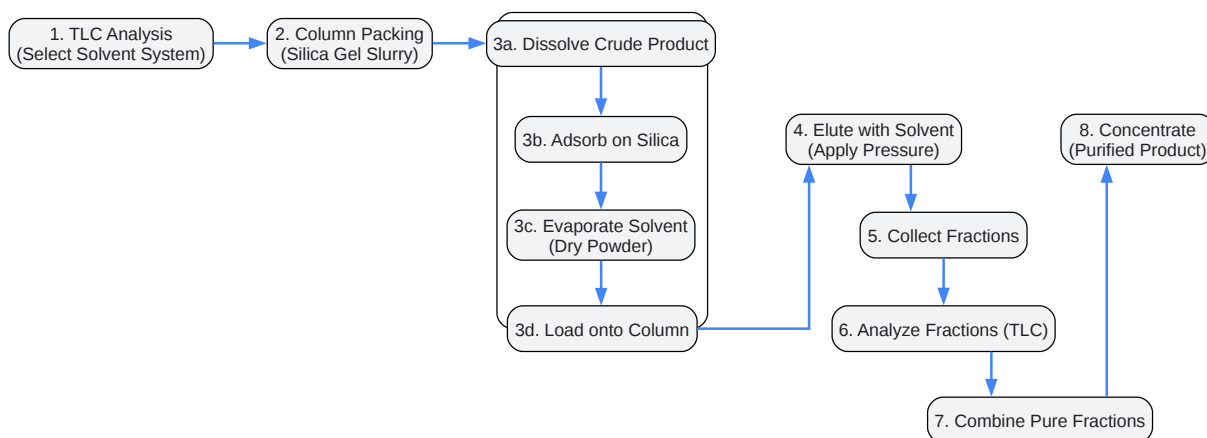 1. TLC Analysis
(Select Solvent System)
2. Column Packing
(Silica Gel Slurry)
3a. Dissolve Crude Product
3b. Adsorb on Silica
3c. Evaporate Solvent
(Dry Powder)
3d. Load onto Column
4. Elute with Solvent
(Apply Pressure)
5. Collect Fractions
6. Analyze Fractions (TLC)
7. Combine Pure Fractions
8. Concentrate
(Purified Product)